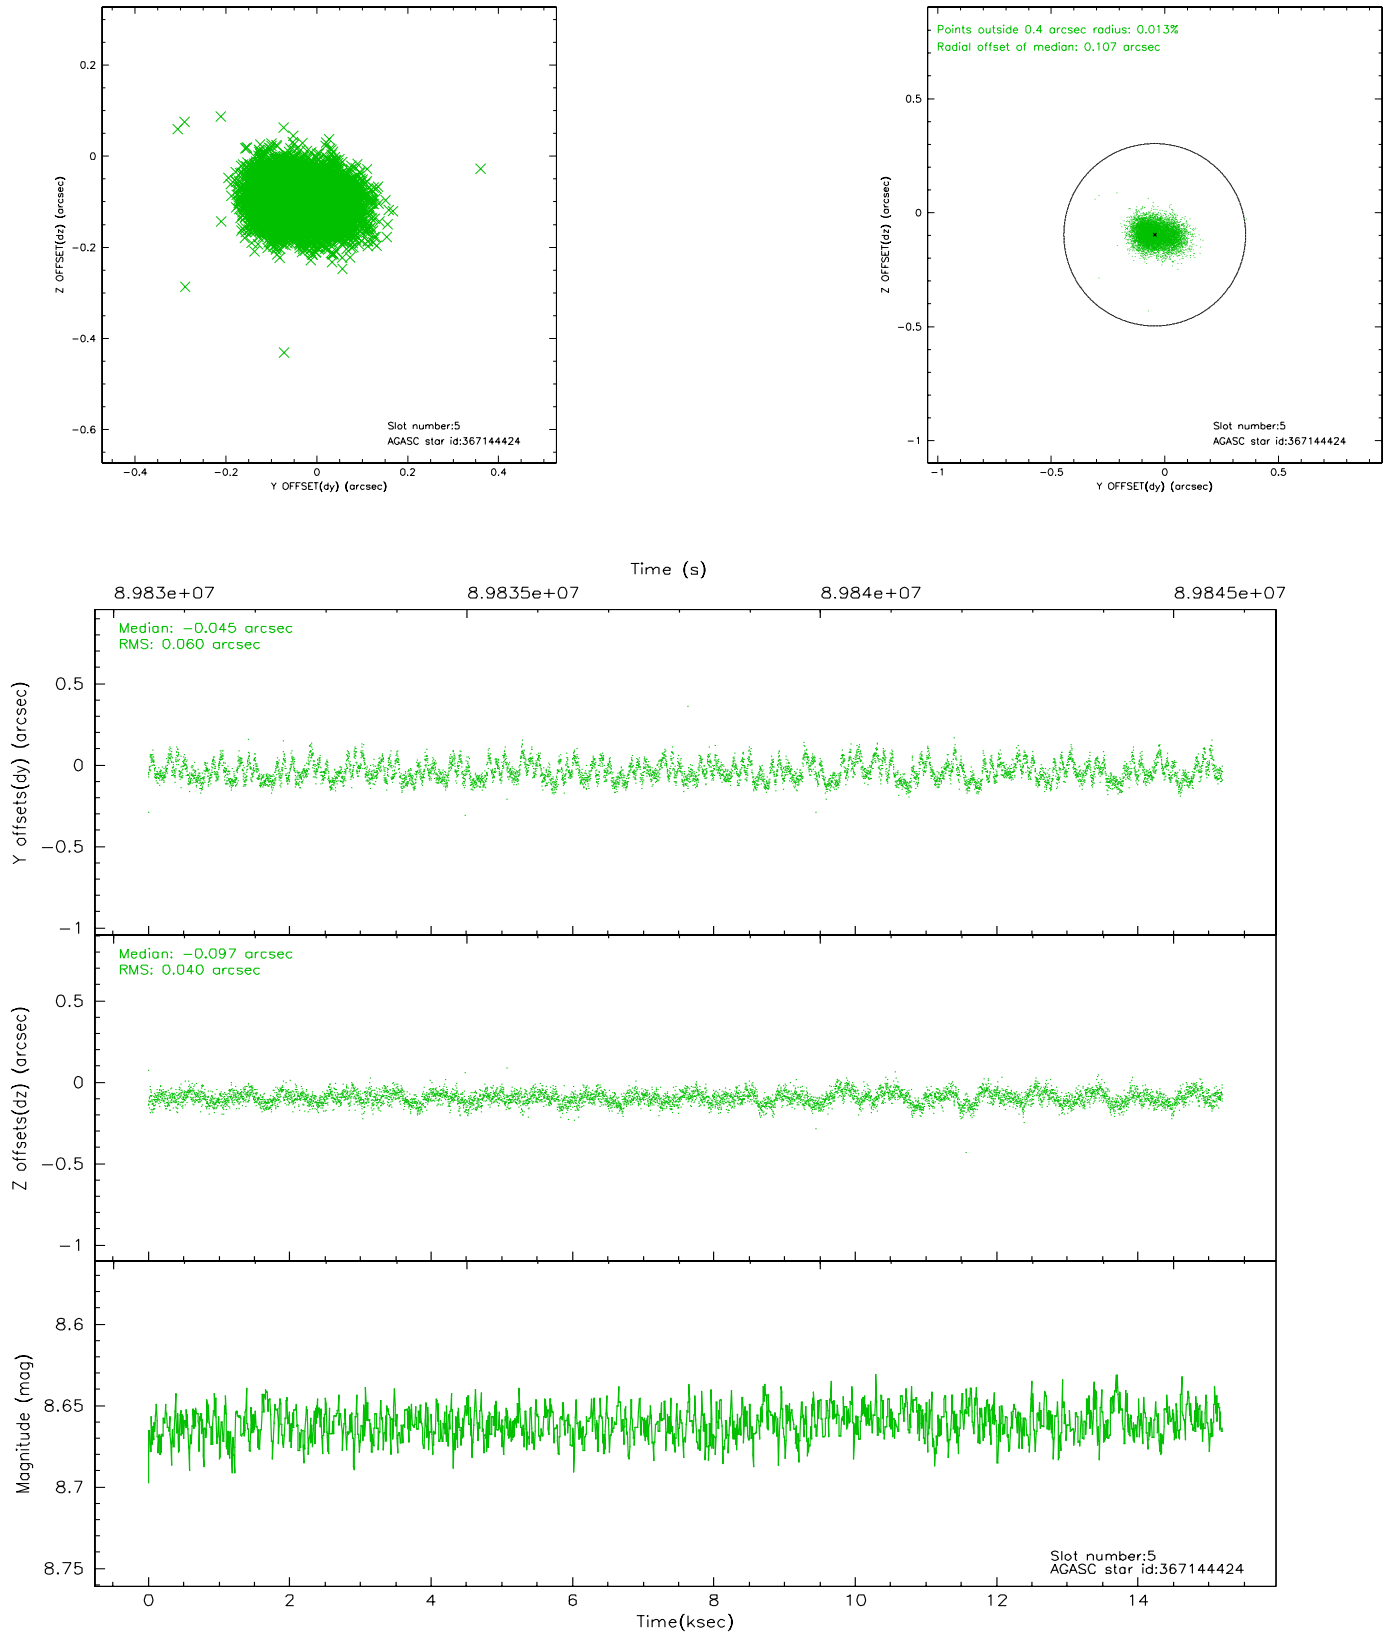 0.2
0
−0.2
−0.4
−0.6
Z OFFSET(dz) (arcsec)
Slot number:5
AGASC star id:367144424
−0.4 −0.2 0 0.2 0.4
Y OFFSET(dy) (arcsec)
Points outside 0.4 arcsec radius: 0.013%
Radial offset of median: 0.107 arcsec
0.5
0
−0.5
−1
Z OFFSET(dz) (arcsec)
Slot number:5
AGASC star id:367144424
−1 −0.5 0 0.5
Y OFFSET(dy) (arcsec)
Time (s)
8.983e+07 8.9835e+07 8.984e+07 8.9845e+07
Median: −0.045 arcsec
RMS: 0.060 arcsec
0.5
0
−0.5
−1
Y offsets(dy) (arcsec)
Median: −0.097 arcsec
RMS: 0.040 arcsec
0.5
0
−0.5
−1
Z offsets(dz) (arcsec)
8.6
8.65
8.7
8.75
Magnitude (mag)
Slot number:5
AGASC star id:367144424
0 2 4 6 8 10 12 14
Time(ksec)